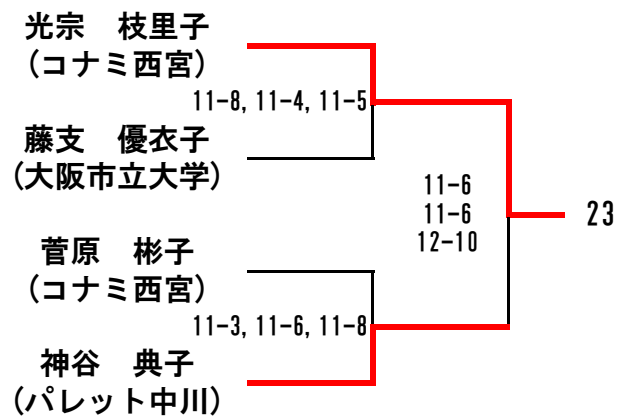 光宗　枝里子
(コナミ西宮)
11-8, 11-4, 11-5
藤支　優衣子
(大阪市立大学)
11-6
11-6
12-10
23
菅原　彬子
(コナミ西宮)
11-3, 11-6, 11-8
神谷　典子
(パレット中川)